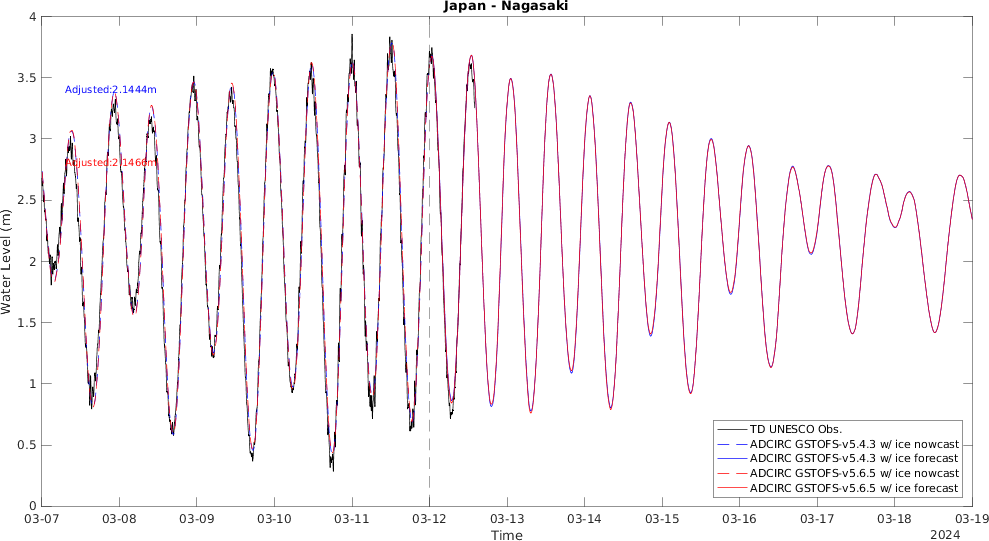 Japan - Nagasaki
Water Level (m)
4
3.5
3
2.5
2
1.5
1
0.5
0
Adjusted:2.1444m
Adjusted:2.1466m
TD UNESCO Obs.
ADCIRC GSTOFS-v5.4.3 w/ ice nowcast
ADCIRC GSTOFS-v5.4.3 w/ ice forecast
ADCIRC GSTOFS-v5.6.5 w/ ice nowcast
ADCIRC GSTOFS-v5.6.5 w/ ice forecast
03-07 03-08 03-09 03-10 03-11 03-12 03-13 03-14 03-15 03-16 03-17 03-18 03-19
Time
2024